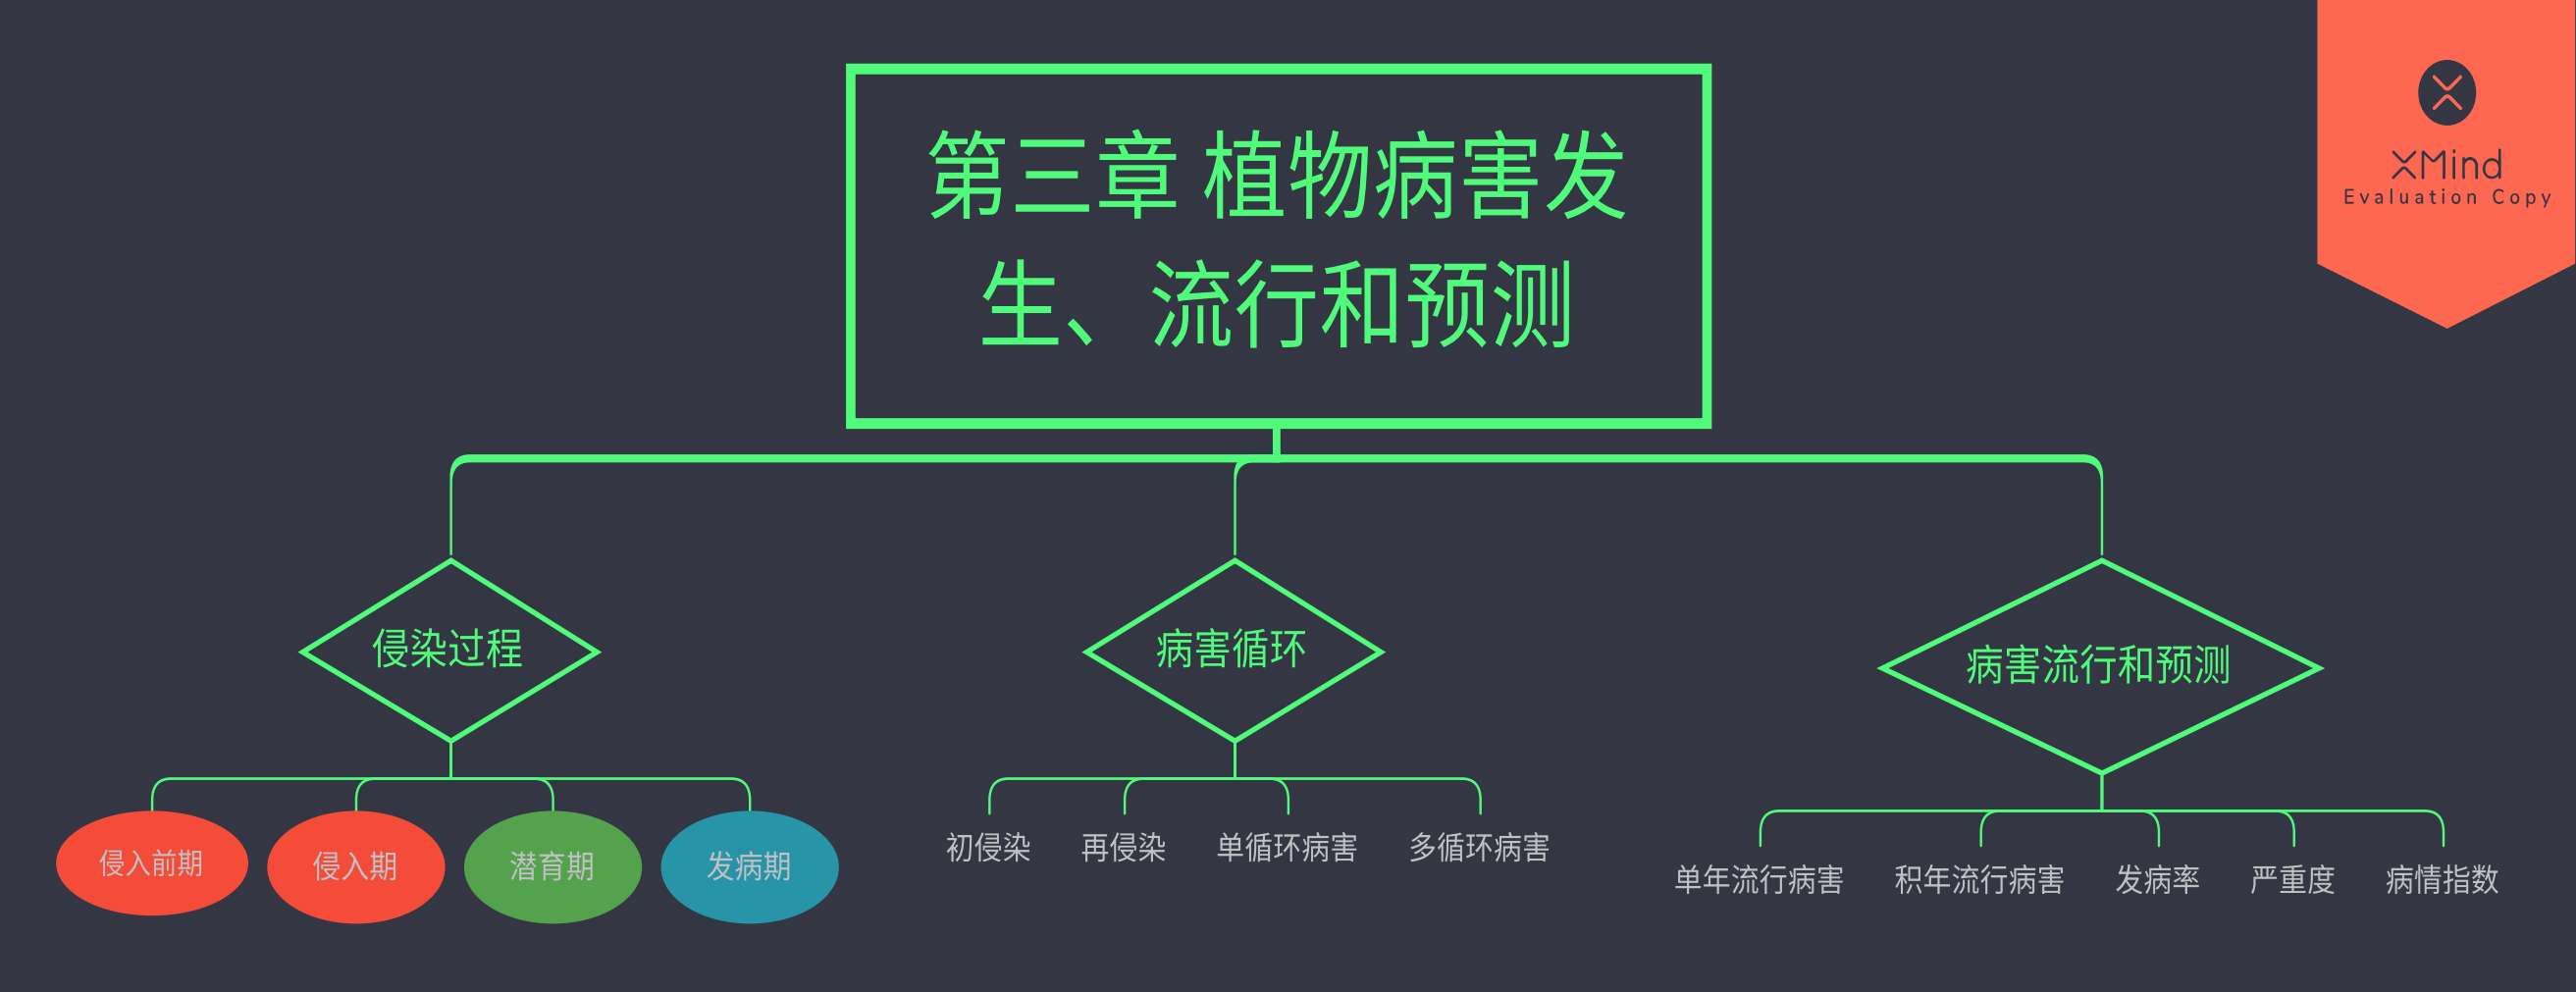 第三章 植物病害发
生、流行和预测
XMind
Evaluation Copy
侵染过程
病害循环
病害流行和预测
侵入前期
侵入期
潜育期
发病期
初侵染
再侵染
单循环病害
多循环病害
单年流行病害
积年流行病害
发病率
严重度
病情指数